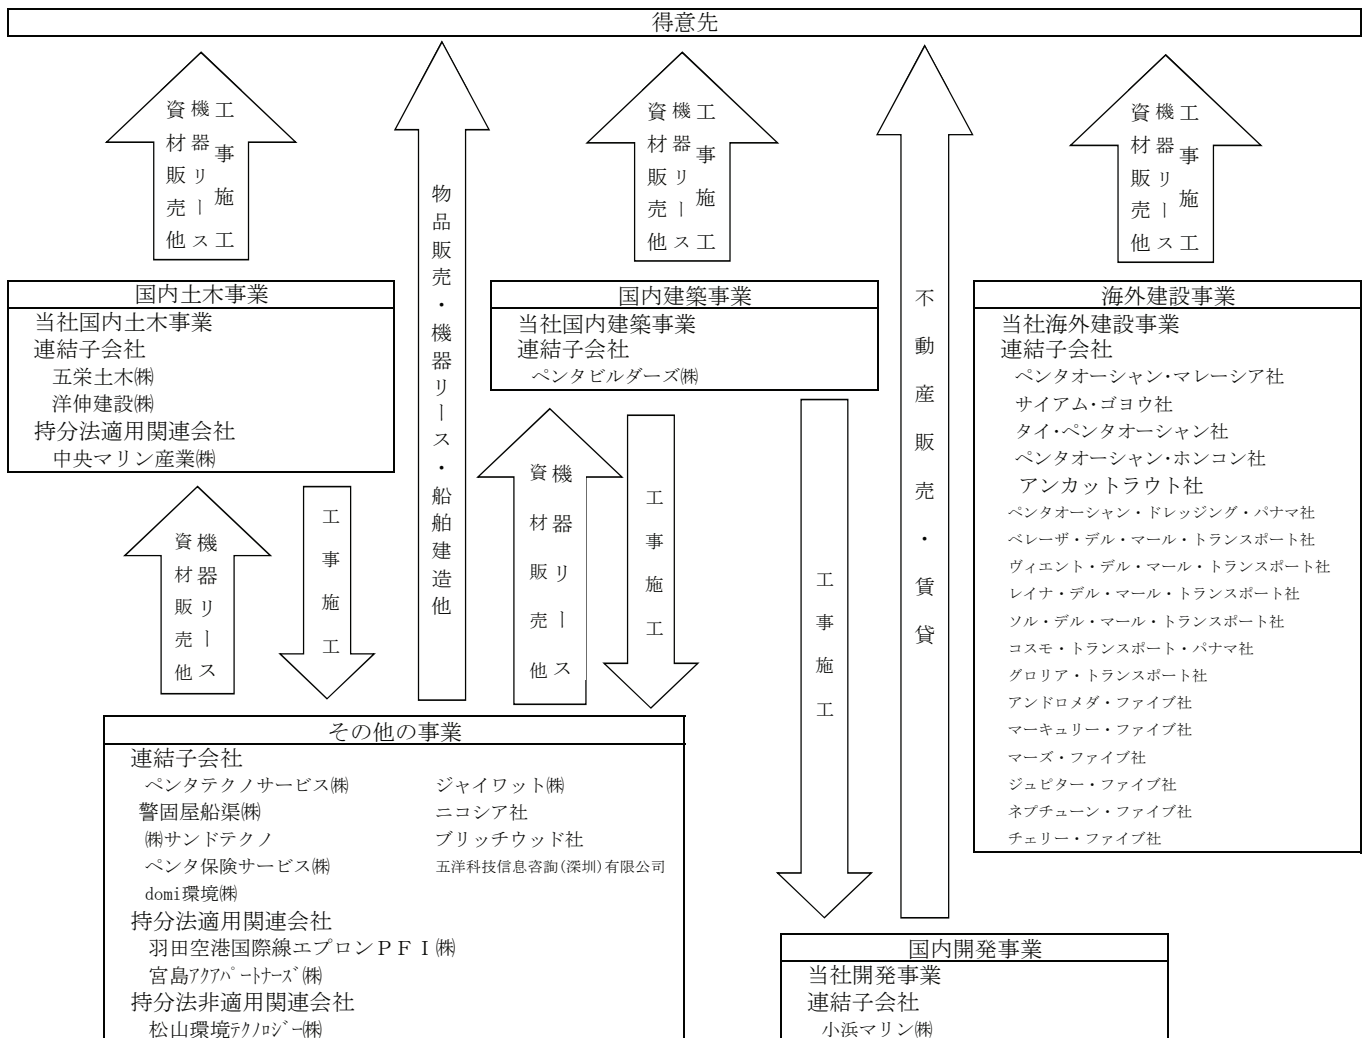 得意先
工事施工
機器リース
資材販売他
物品販売・機器リース・船舶建造他
工事施工
機器リース
資材販売他
不動産販売・賃貸
工事施工
機器リース
資材販売他
国内土木事業
当社国内土木事業
連結子会社
五栄土木㈱
洋伸建設㈱
持分法適用関連会社
中央マリン産業㈱
国内建築事業
当社国内建築事業
連結子会社
ペンタビルダーズ㈱
海外建設事業
当社海外建設事業
連結子会社
ペンタオーシャン・マレーシア社
サイアム・ゴヨウ社
タイ・ペンタオーシャン社
ペンタオーシャン・ホンコン社
アンカットラウト社
ペンタオーシャン・ドレッジング・パナマ社
ベレーザ・デル・マール・トランスポート社
ヴィエント・デル・マール・トランスポート社
レイナ・デル・マール・トランスポート社
ソル・デル・マール・トランスポート社
コスモ・トランスポート・パナマ社
グロリア・トランスポート社
アンドロメダ・ファイブ社
マーキュリー・ファイブ社
マーズ・ファイブ社
ジュピター・ファイブ社
ネプチューン・ファイブ社
チェリー・ファイブ社
機器リース
資材販売他
工事施工
機器リース
資材販売他
工事施工
工事施工
その他の事業
連結子会社
ペンタテクノサービス㈱
警固屋船渠㈱
㈱サンドテクノ
ペンタ保険サービス㈱
domi環境㈱
ジャイワット㈱
ニコシア社
ブリッチウッド社
五洋科技信息咨詢(深圳)有限公司
持分法適用関連会社
羽田空港国際線エプロンＰＦＩ㈱
宮島ｱｸｱﾊﾟｰﾄﾅｰｽﾞ㈱
持分法非適用関連会社
松山環境ﾃｸﾉﾛｼﾞｰ㈱
国内開発事業
当社開発事業
連結子会社
小浜マリン㈱